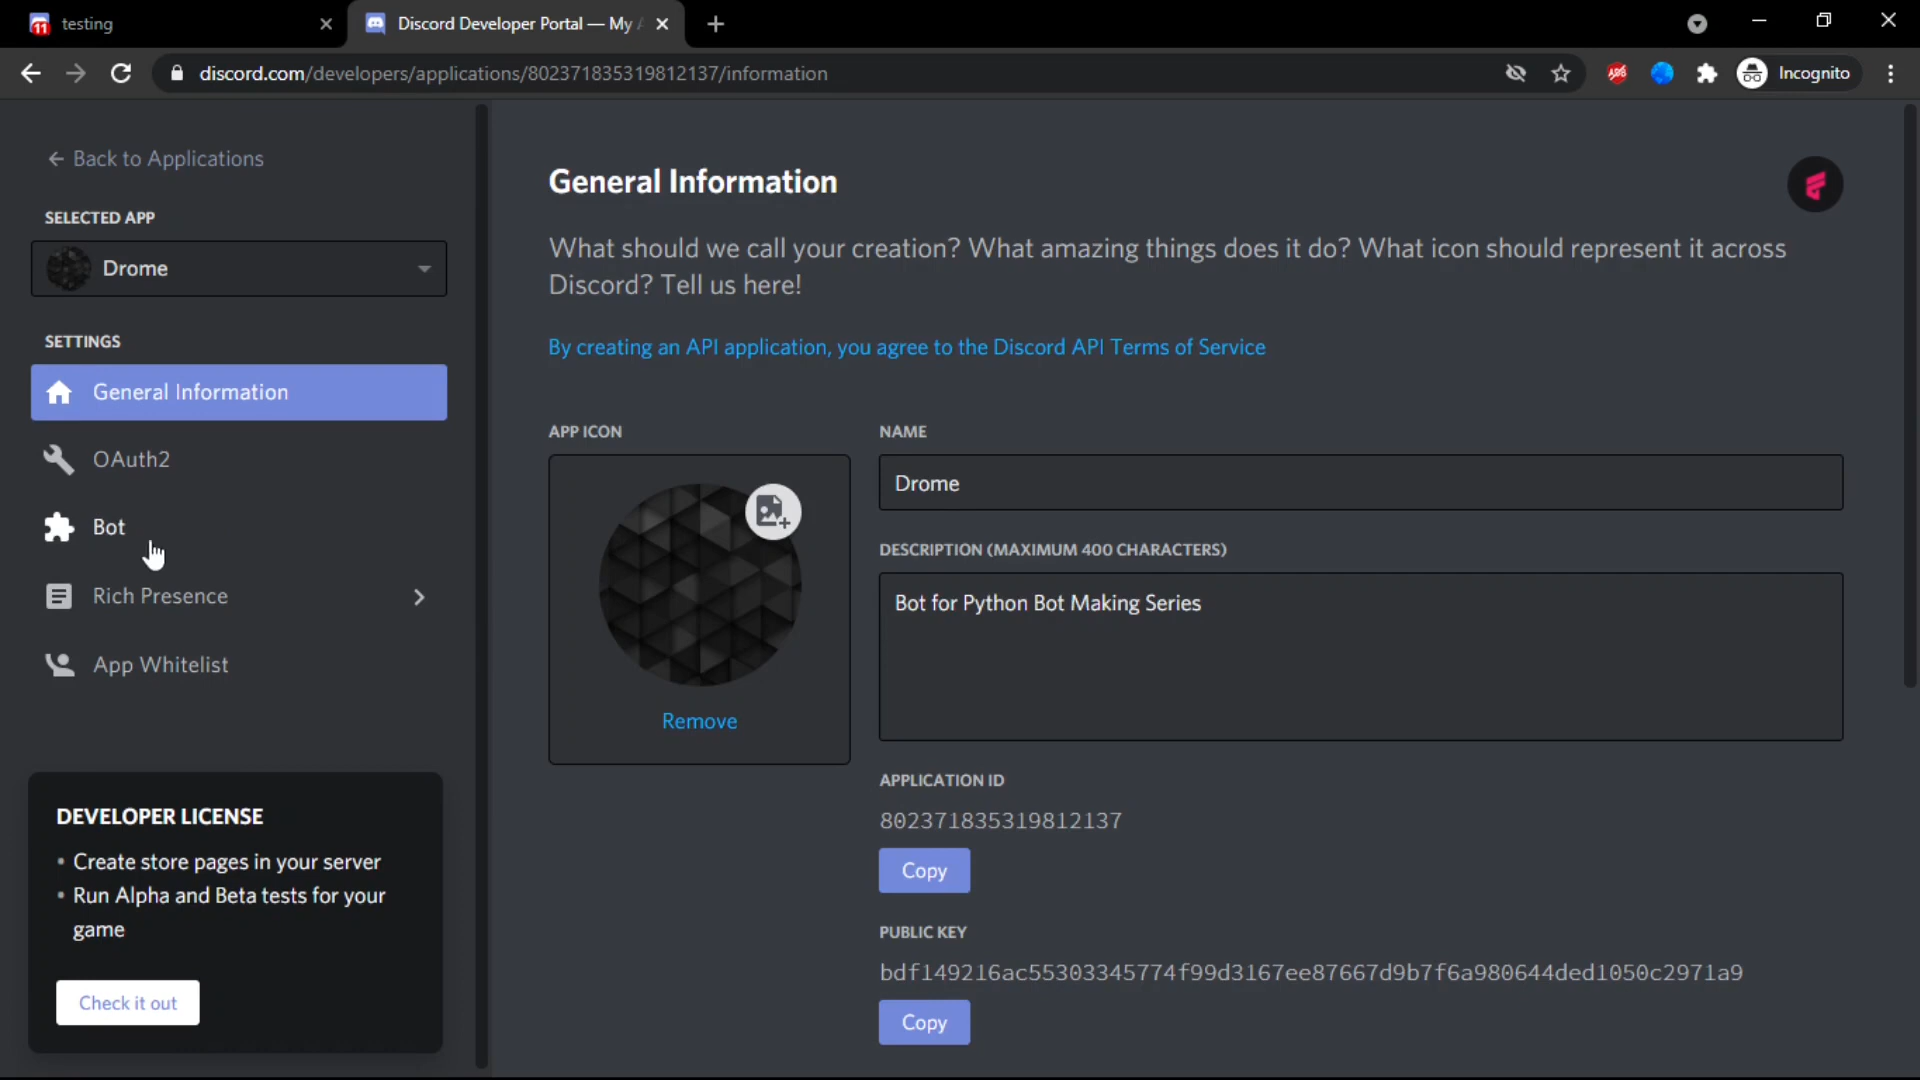 testing
Discord Developer Portal — My
discord.com/developers/applications/802371835319812137/information
Incognito
Back to Applications
SELECTED APP
Drome
SETTINGS
General Information
OAuth2
Bot
Rich Presence
App Whitelist
DEVELOPER LICENSE
• Create store pages in your server
• Run Alpha and Beta tests for your
game
Check it out
General Information
What should we call your creation? What amazing things does it do? What icon should represent it across
Discord? Tell us here!
By creating an API application, you agree to the Discord API Terms of Service
APP ICON
Remove
NAME
Drome
DESCRIPTION (MAXIMUM 400 CHARACTERS)
Bot for Python Bot Making Series
APPLICATION ID
802371835319812137
Copy
PUBLIC KEY
bdf149216ac55303345774f99d3167ee87667d9b7f6a980644ded1050c2971a9
Copy